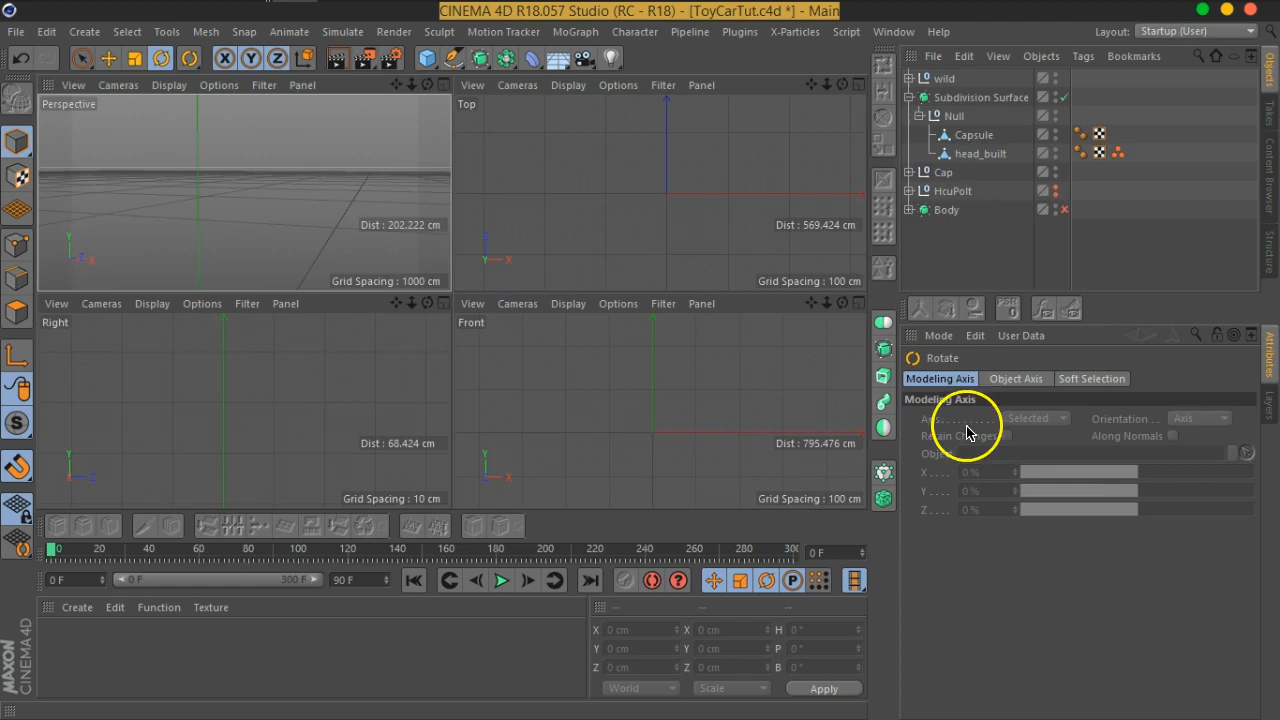 CINEMA 4D R18.057 Studio (RC - R18) - [ToyCarTut.c4d *] - Main
File Edit Create Select Tools Mesh Snap Animate Simulate Render Sculpt Motion Tracker MoGraph Character Pipeline Plugins X-Particles Script Window Help Layout: Startup (User)
X Y Z
File Edit View Objects Tags Bookmarks
View Cameras Display Options Filter Panel
View Cameras Display Options Filter Panel
Perspective
Dist : 202.222 cm
Y Z X
Grid Spacing : 1000 cm
Top
Dist : 569.424 cm
Z Y X
Grid Spacing : 100 cm
wild
Subdivision Surface
Null
Capsule
head_built
Cap
HcuPolt
Body
Objects
Takes
Content Browser
Structure
View Cameras Display Options Filter Panel
View Cameras Display Options Filter Panel
Right
Dist : 68.424 cm
Y X Z
Grid Spacing : 10 cm
Front
Dist : 795.476 cm
Y Z X
Grid Spacing : 100 cm
PSR
Mode Edit User Data
Rotate
Modeling Axis Object Axis Soft Selection
Modeling Axis
Selected Orientation . . Axis
Retain Changes Along Normals
Object
X . . . . 0 %
Y . . . . 0 %
Z . . . . 0 %
Attributes
Layers
0 20 40 60 80 100 120 140 160 180 200 220 240 260 280 300 0 F
0 F 0 F 300 F 90 F
P
Create Edit Function Texture
-- -- --
X 0 cm X 0 cm H 0 °
Y 0 cm Y 0 cm P 0 °
Z 0 cm Z 0 cm B 0 °
World Scale Apply
MAXON
CINEMA 4D